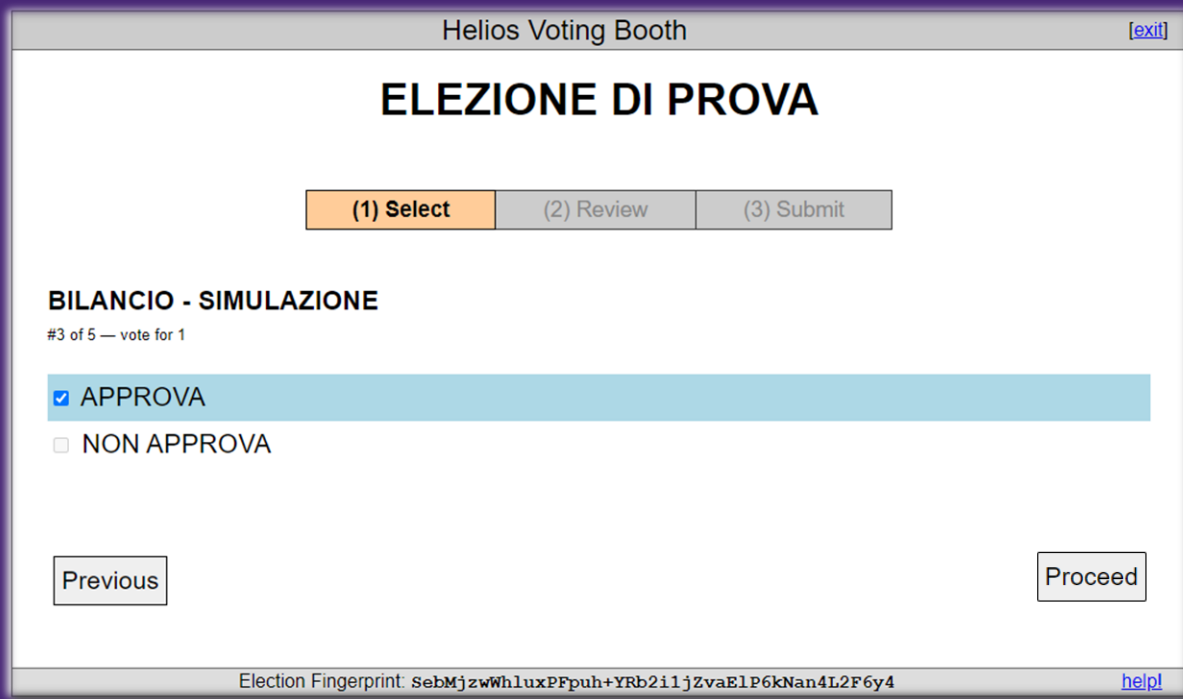 Helios Voting Booth [exit]
ELEZIONE DI PROVA
(1) Select (2) Review (3) Submit
BILANCIO - SIMULAZIONE
#3 of 5 — vote for 1
APPROVA
NON APPROVA
Previous Proceed
Election Fingerprint: SebMjzwWhluxPFpuh+YRb2i1jZvaElP6kNan4L2F6y4 help!